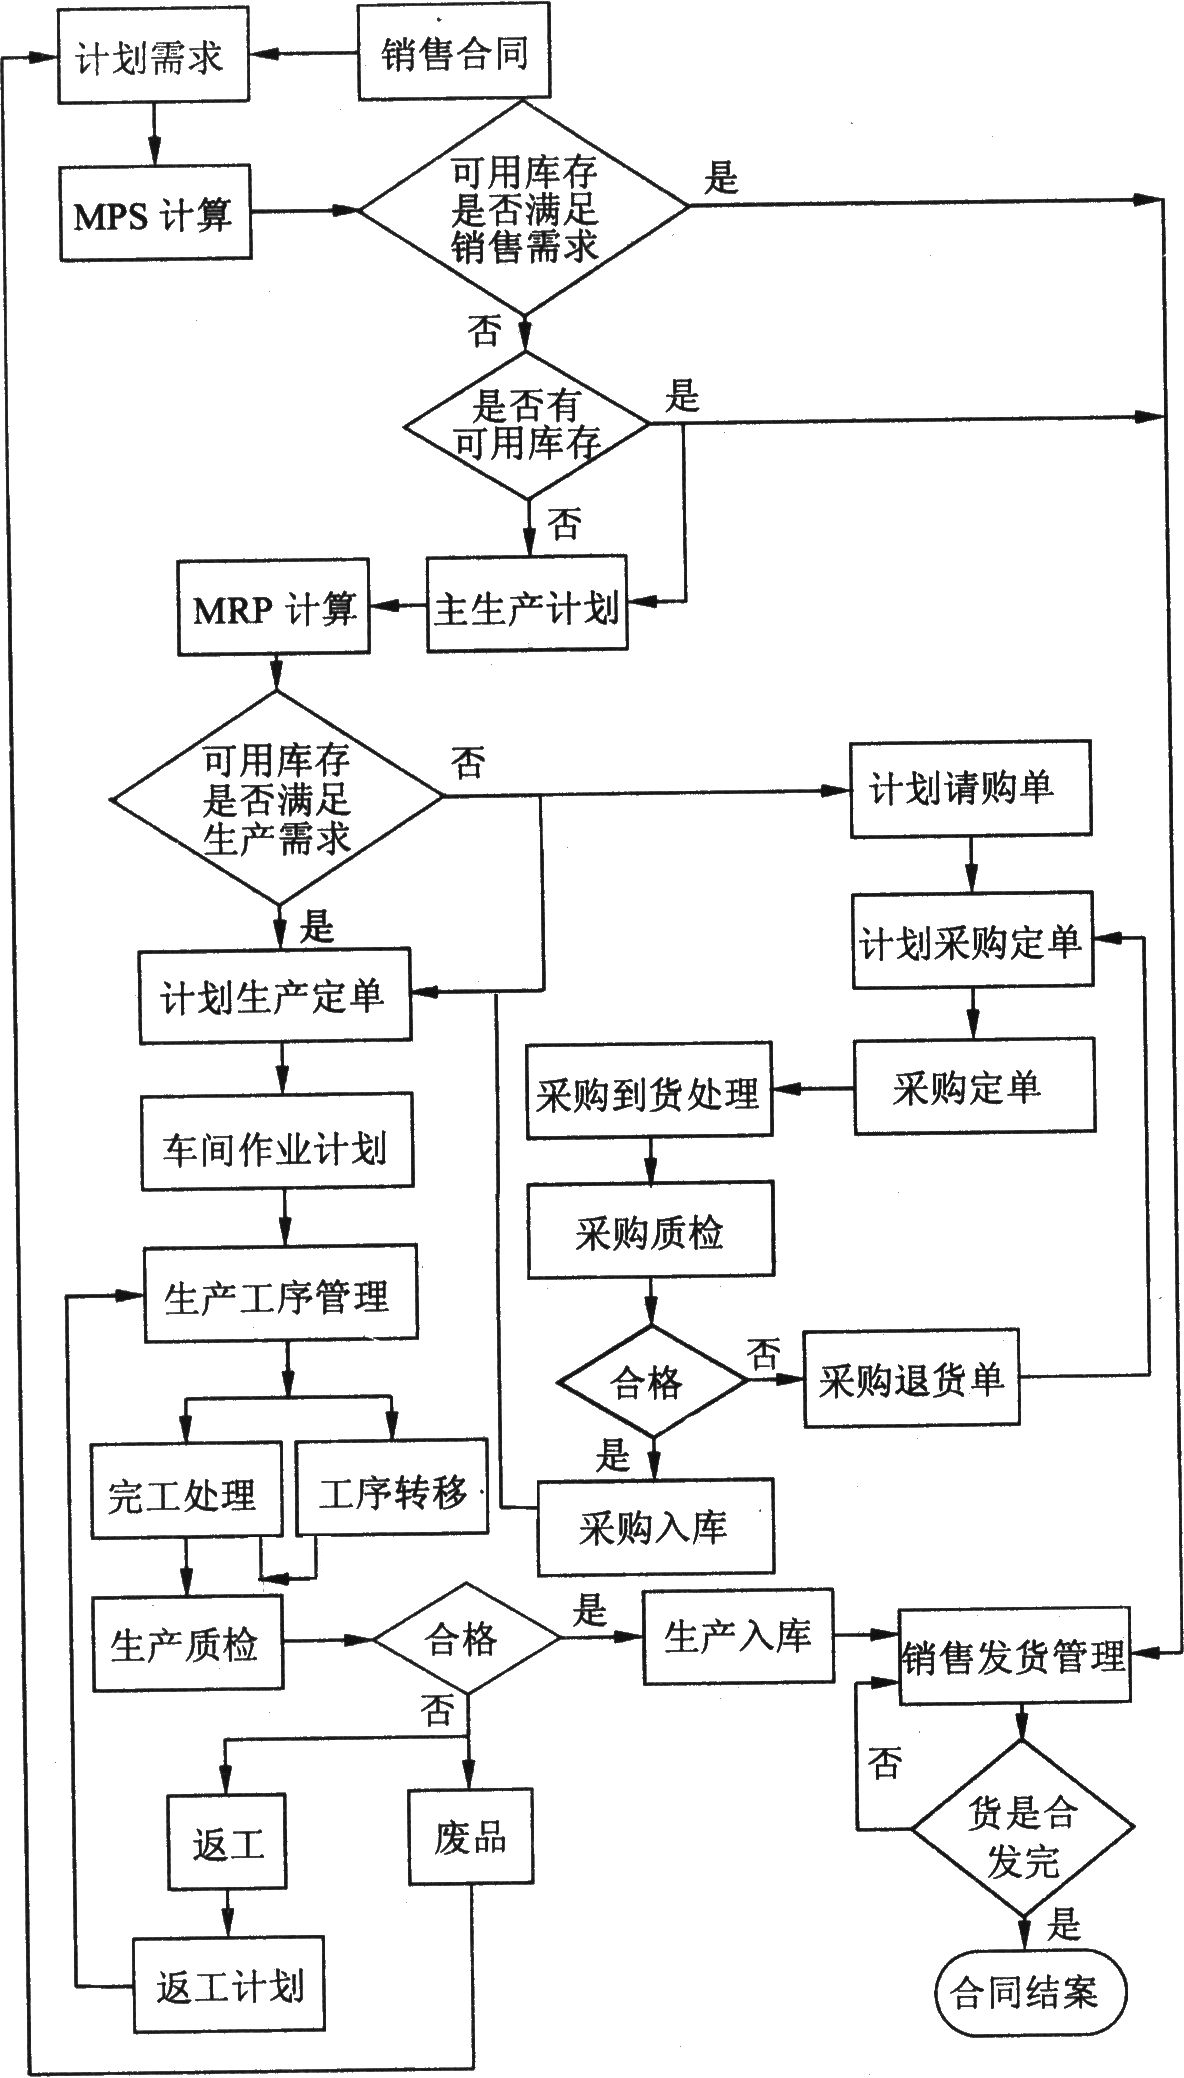 计划需求
销售合同
MPS 计算
可用库存
是否满足
销售需求
是
否
是否有
可用库存
是
否
MRP 计算
主生产计划
可用库存
是否满足
生产需求
否
是
计划请购单
计划生产定单
计划采购定单
采购到货处理
采购定单
车间作业计划
采购质检
生产工序管理
合格
否
采购退货单
是
完工处理
工序转移
采购入库
生产质检
合格
是
生产入库
销售发货管理
否
否
返工
废品
货是合
发完
是
返工计划
合同结案